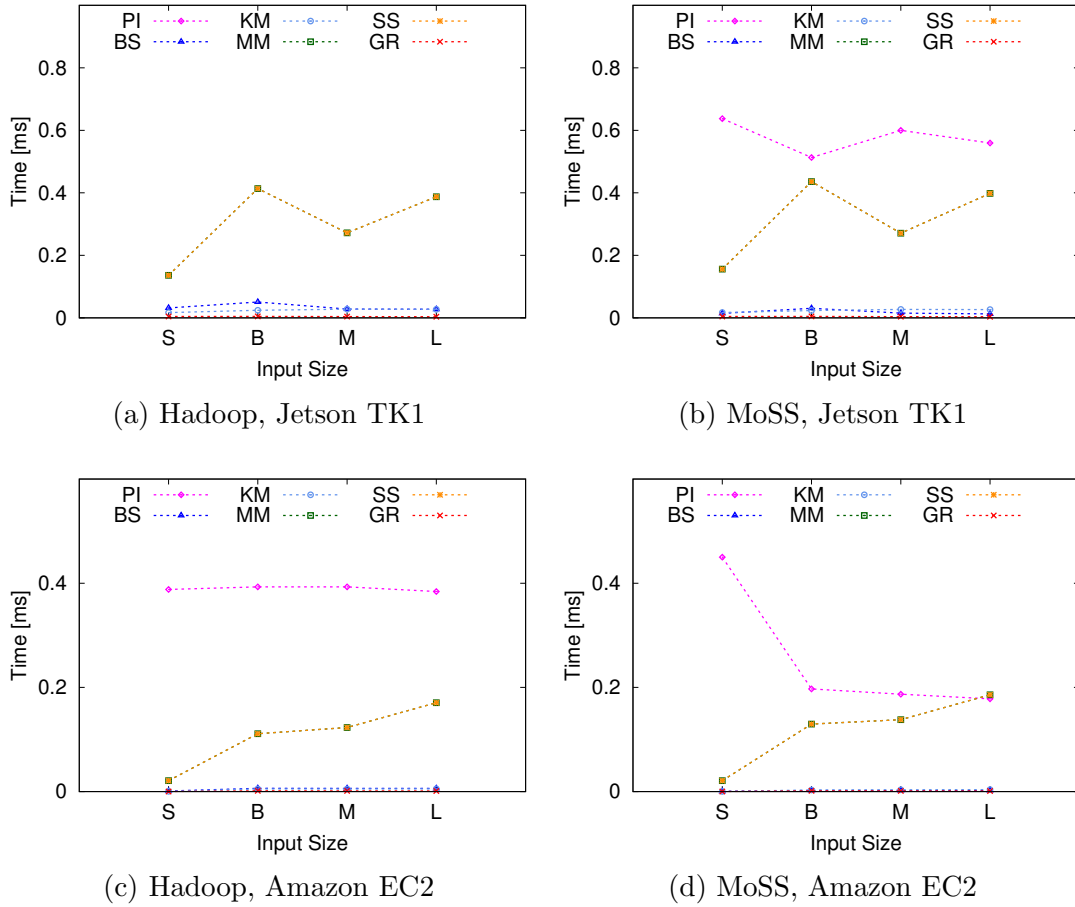 1
PI KM SS
BS MM GR
0.8
0.6
0.4
0.2
0
Time [ms]
S B M L
Input Size
(a) Hadoop, Jetson TK1
1
PI KM SS
BS MM GR
0.8
0.6
0.4
0.2
0
Time [ms]
S B M L
Input Size
(b) MoSS, Jetson TK1
PI KM SS
BS MM GR
0.4
0.2
0
Time [ms]
S B M L
Input Size
(c) Hadoop, Amazon EC2
PI KM SS
BS MM GR
0.4
0.2
0
Time [ms]
S B M L
Input Size
(d) MoSS, Amazon EC2